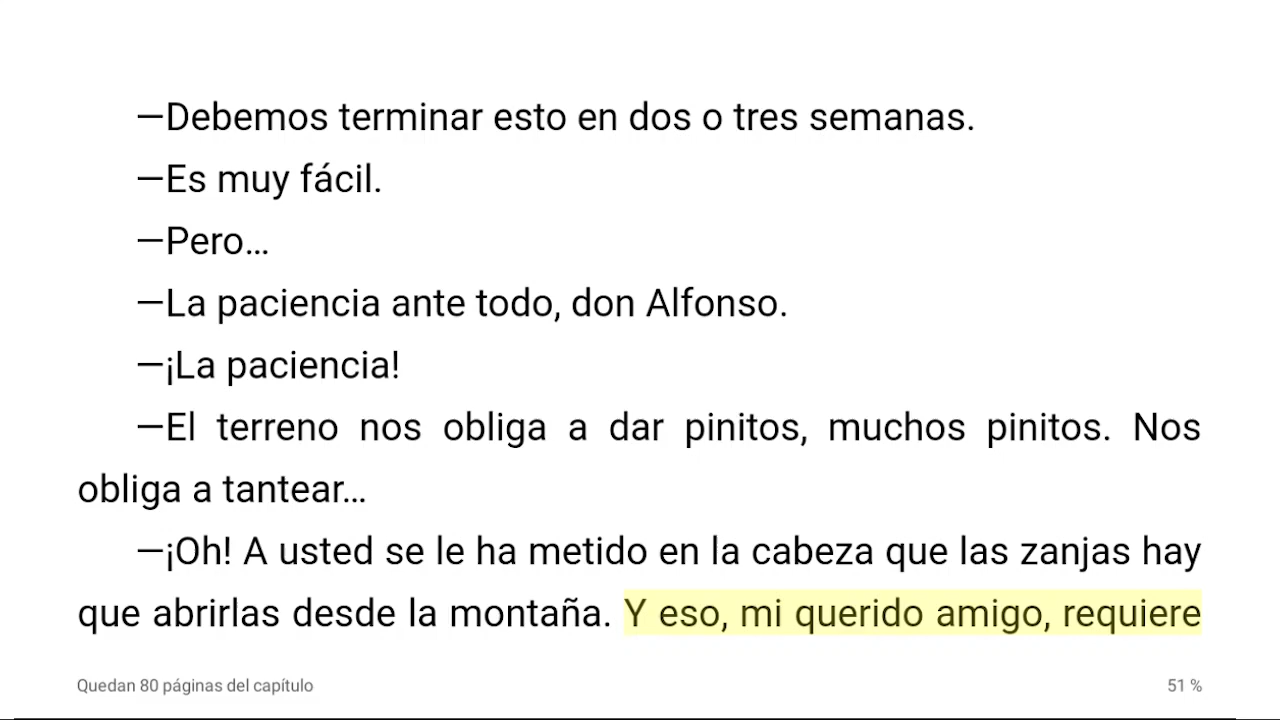 —Debemos terminar esto en dos o tres semanas.
—Es muy fácil.
—Pero...
—La paciencia ante todo, don Alfonso.
—¡La paciencia!
—El terreno nos obliga a dar pinitos, muchos pinitos. Nos
obliga a tantear...
—¡Oh! A usted se le ha metido en la cabeza que las zanjas hay
que abrirlas desde la montaña. Y eso, mi querido amigo, requiere
Quedan 80 páginas del capítulo
51 %